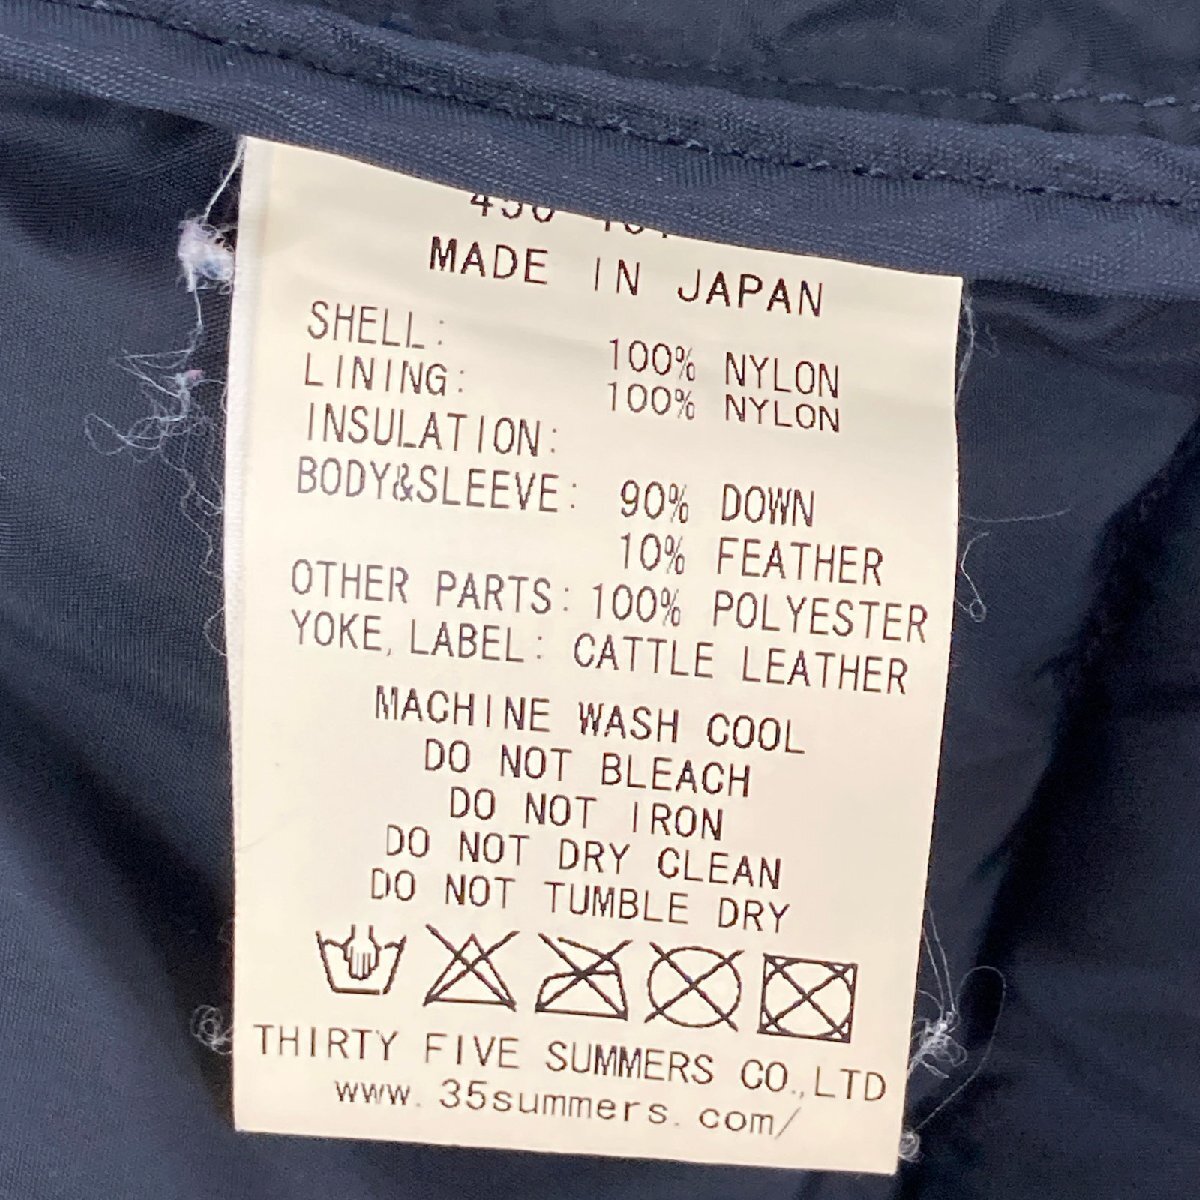 MADE IN JAPAN
SHELL: 100% NYLON
LINING: 100% NYLON
INSULATION:
BODY&SLEEVE: 90% DOWN
10% FEATHER
OTHER PARTS: 100% POLYESTER
YOKE, LABEL: CATTLE LEATHER
MACHINE WASH COOL
DO NOT BLEACH
DO NOT IRON
DO NOT DRY CLEAN
DO NOT TUMBLE DRY
THIRTY FIVE SUMMERS CO.,LTD
www.35summers.com/